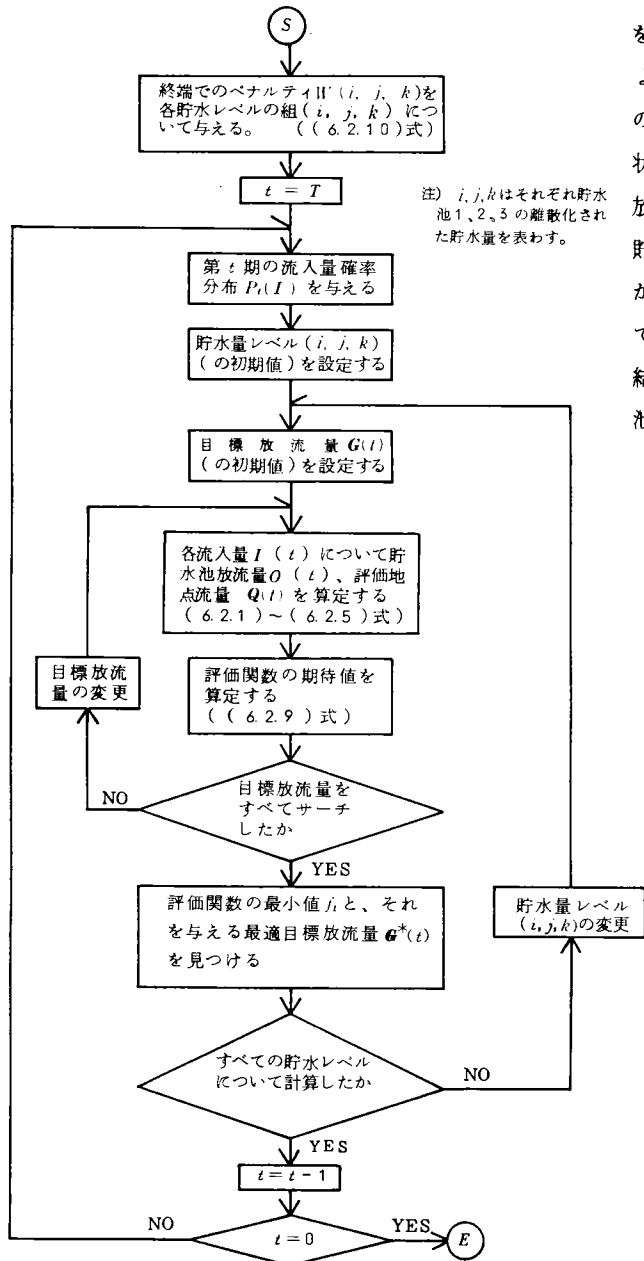 S
終端でのペナルティW(i, j, k)を
各貯水レベルの組(i, j, k)につ
いて与える。 ((6.2.10)式)
t = T
注) i, j, kはそれぞれ貯水
池1、2、3の離散化され
た貯水量を表わす。
第t期の流入量確率
分布Pt(I)を与える
貯水量レベル(i, j, k)
(の初期値)を設定する
目標放流量G(t)
(の初期値)を設定する
各流入量I(t)について貯
水池放流量O(t)、評価地
点流量 Q(t)を算定する
(6.2.1)~(6.2.5)式)
目標放流
量の変更
評価関数の期待値を
算定する
((6.2.9)式)
NO
目標放流量を
すべてサーチ
したか
YES
評価関数の最小値jtと、それ
を与える最適目標放流量G*(t)
を見つける
貯水量レベル
(i, j, k)の変更
すべての貯水レベル
について計算したか
NO
YES
t = t - 1
NO
t = 0
YES
E
を
の
状
放
貯
か
て
結
池